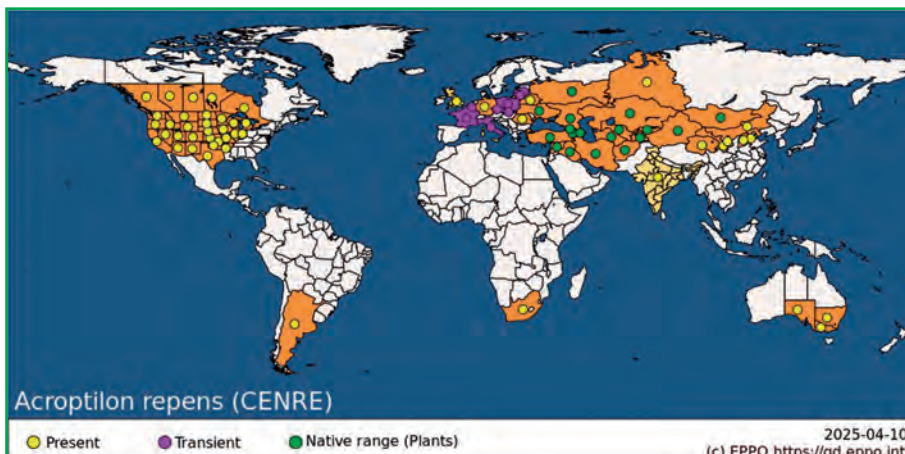 Acroptilon repens (CENRE)
Present Transient Native range (Plants)
2025-04-10
(c) EPPO https://gd.eppo.int